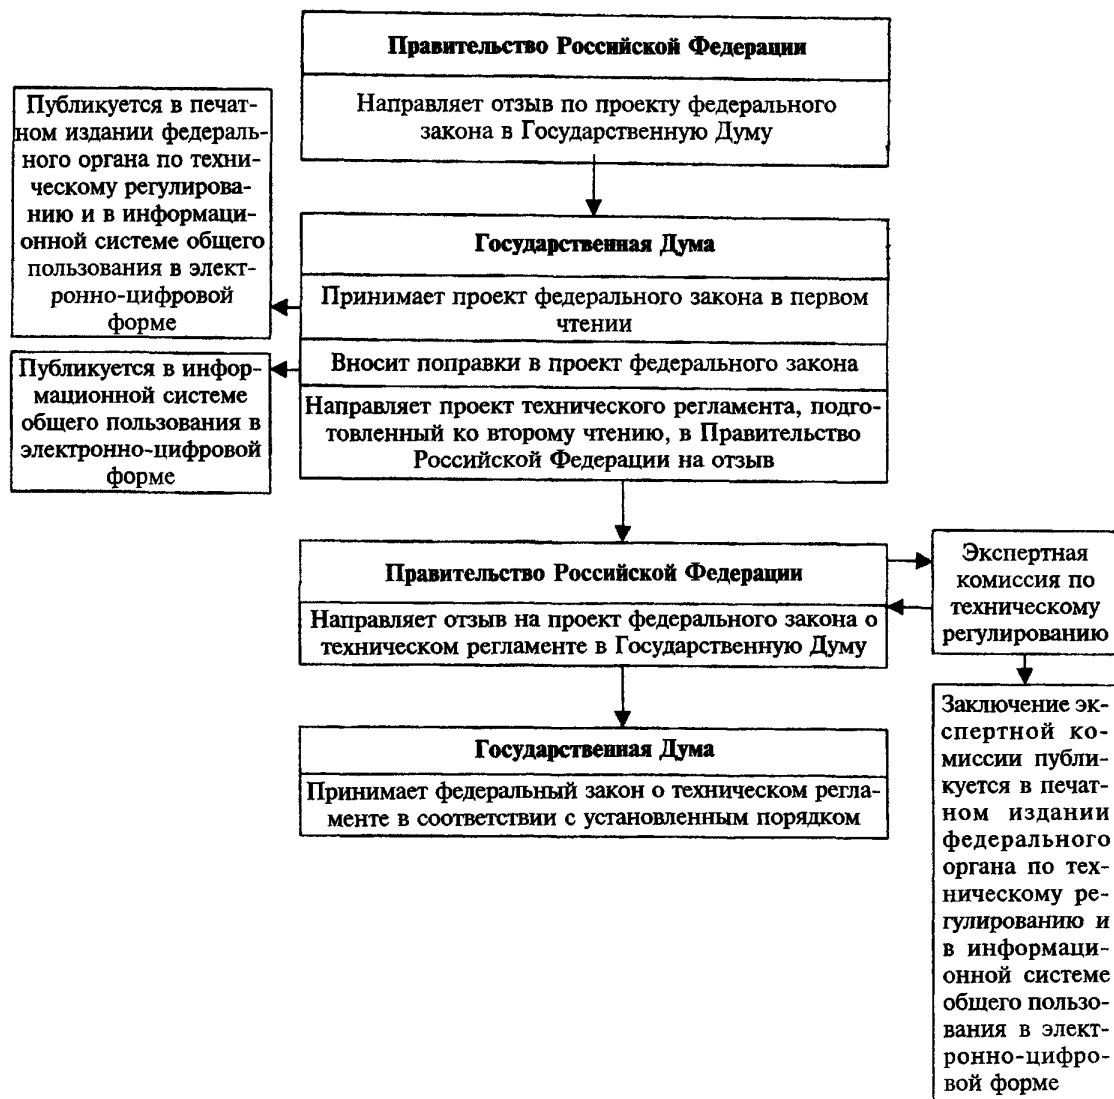 Правительство Российской Федерации
Направляет отзыв по проекту федерального
закона в Государственную Думу
Публикуется в печат-
ном издании федераль-
ного органа по техни-
ческому регулирова-
нию и в информаци-
онной системе общего
пользования в элект-
ронно-цифровой
форме
Государственная Дума
Принимает проект федерального закона в первом
чтении
Вносит поправки в проект федерального закона
Направляет проект технического регламента, подго-
товленный ко второму чтению, в Правительство
Российской Федерации на отзыв
Публикуется в инфор-
мационной системе
общего пользования в
электронно-цифровой
форме
Правительство Российской Федерации
Направляет отзыв на проект федерального закона о
техническом регламенте в Государственную Думу
Экспертная
комиссия по
техническому
регулированию
Государственная Дума
Принимает федеральный закон о техническом регла-
менте в соответствии с установленным порядком
Заключение эк-
спертной ко-
миссии публи-
куется в печат-
ном издании
федерального
органа по тех-
ническому ре-
гулированию и
в информаци-
онной системе
общего пользо-
вания в элект-
ронно-цифро-
вой форме